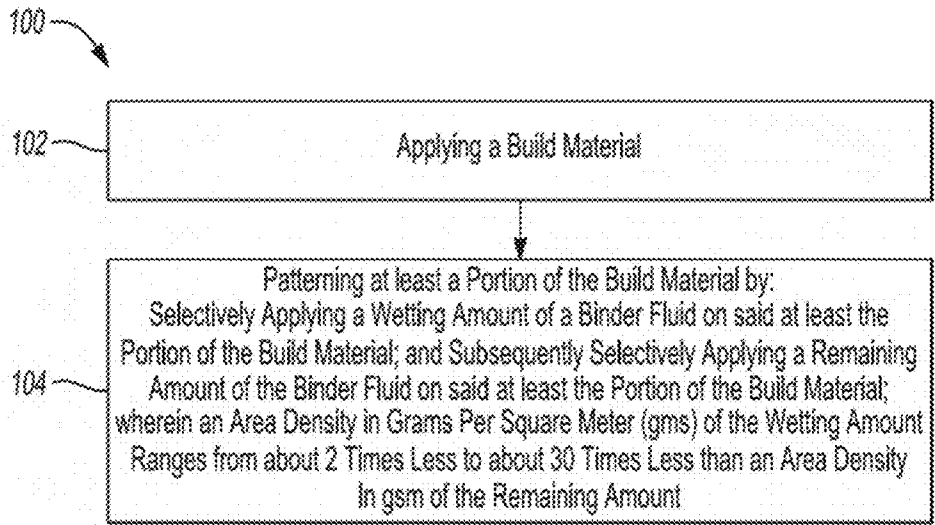 100
102
Applying a Build Material
Patterning at least a Portion of the Build Material by:
Selectively Applying a Wetting Amount of a Binder Fluid on said at least the
Portion of the Build Material; and Subsequently Selectively Applying a Remaining
104
Amount of the Binder Fluid on said at least the Portion of the Build Material;
wherein an Area Density in Grams Per Square Meter (gms) of the Wetting Amount
Ranges from about 2 Times Less to about 30 Times Less than an Area Density
In gsm of the Remaining Amount